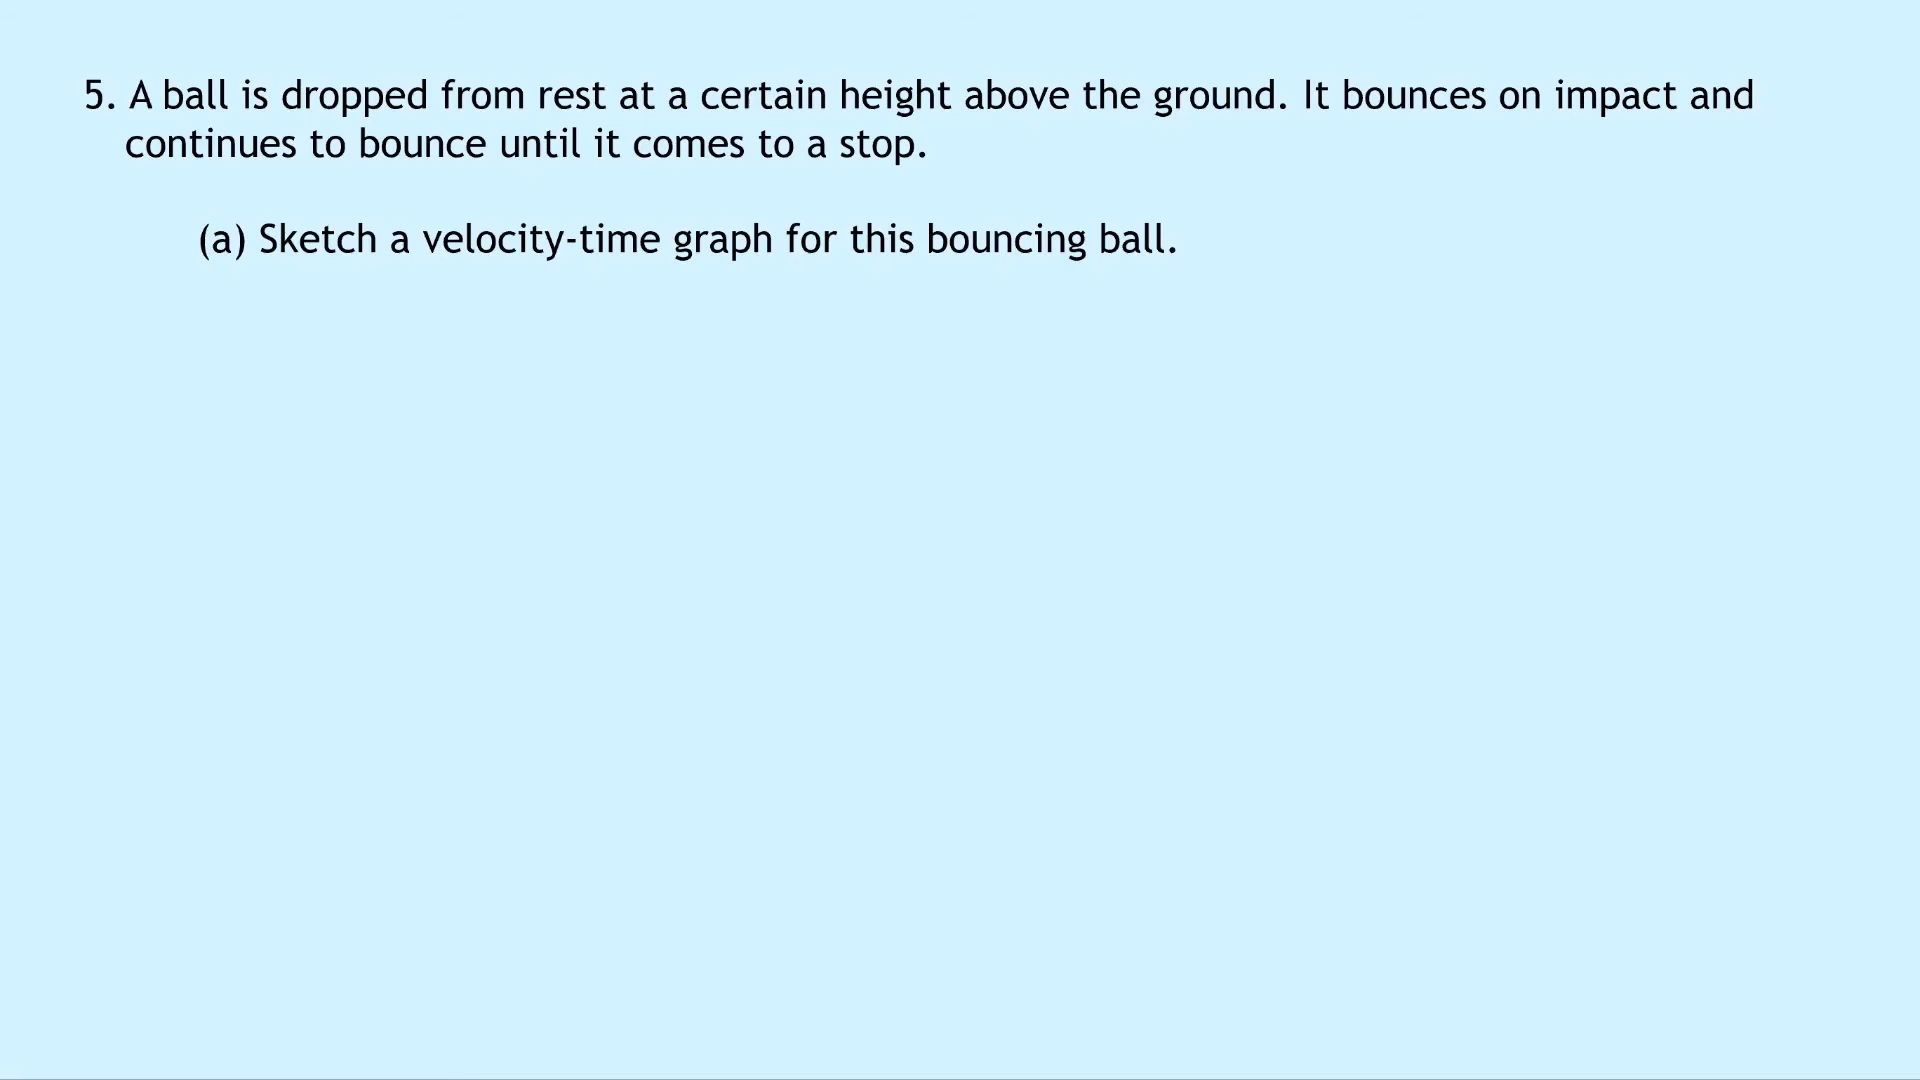 5. A ball is dropped from rest at a certain height above the ground. It bounces on impact and
continues to bounce until it comes to a stop.
(a) Sketch a velocity-time graph for this bouncing ball.